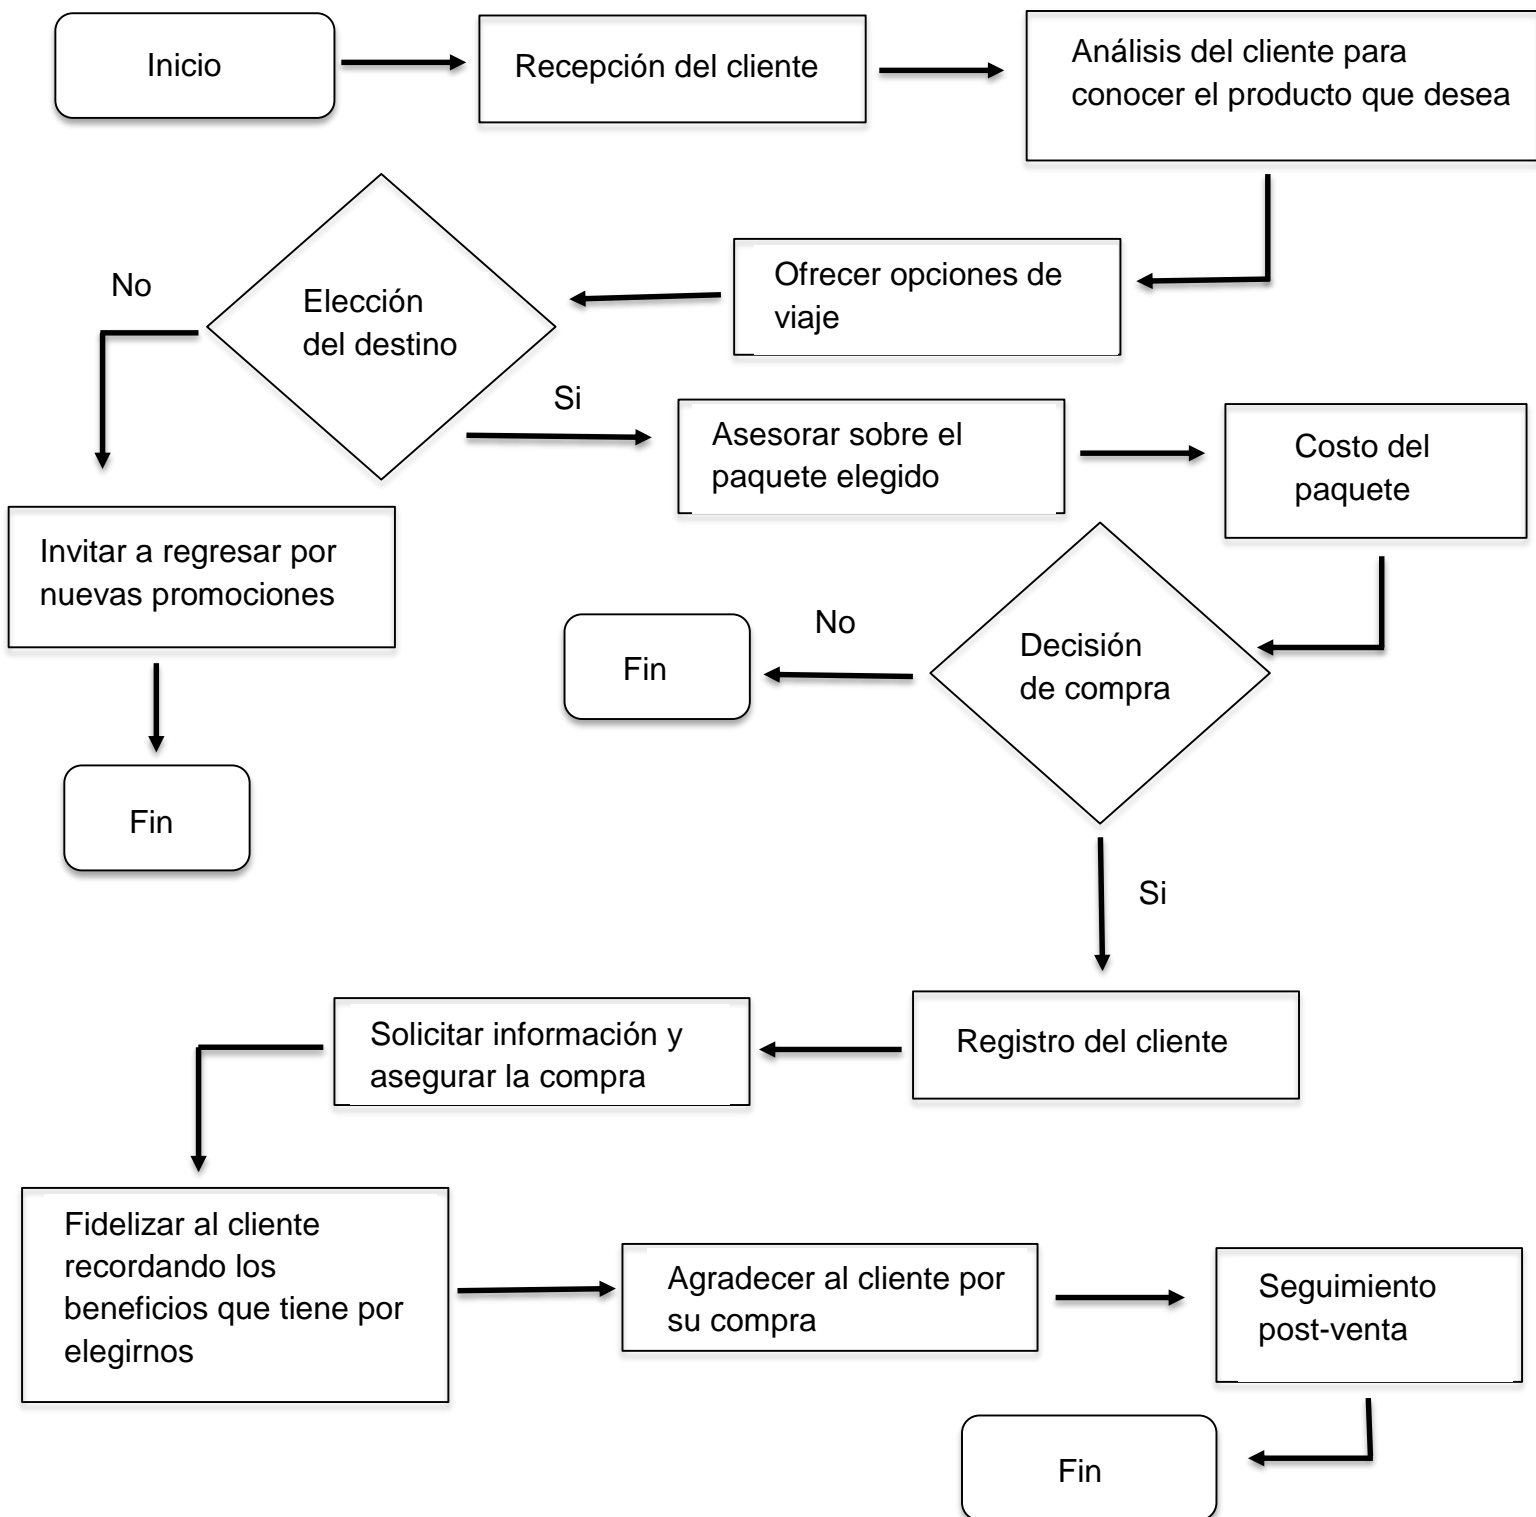 Inicio
Recepción del cliente
Análisis del cliente para
conocer el producto que desea
Ofrecer opciones de
viaje
Elección
del destino
No
Si
Asesorar sobre el
paquete elegido
Costo del
paquete
Invitar a regresar por
nuevas promociones
Fin
Decisión
de compra
No
Fin
Si
Registro del cliente
Solicitar información y
asegurar la compra
Fidelizar al cliente
recordando los
beneficios que tiene por
elegirnos
Agradecer al cliente por
su compra
Seguimiento
post-venta
Fin